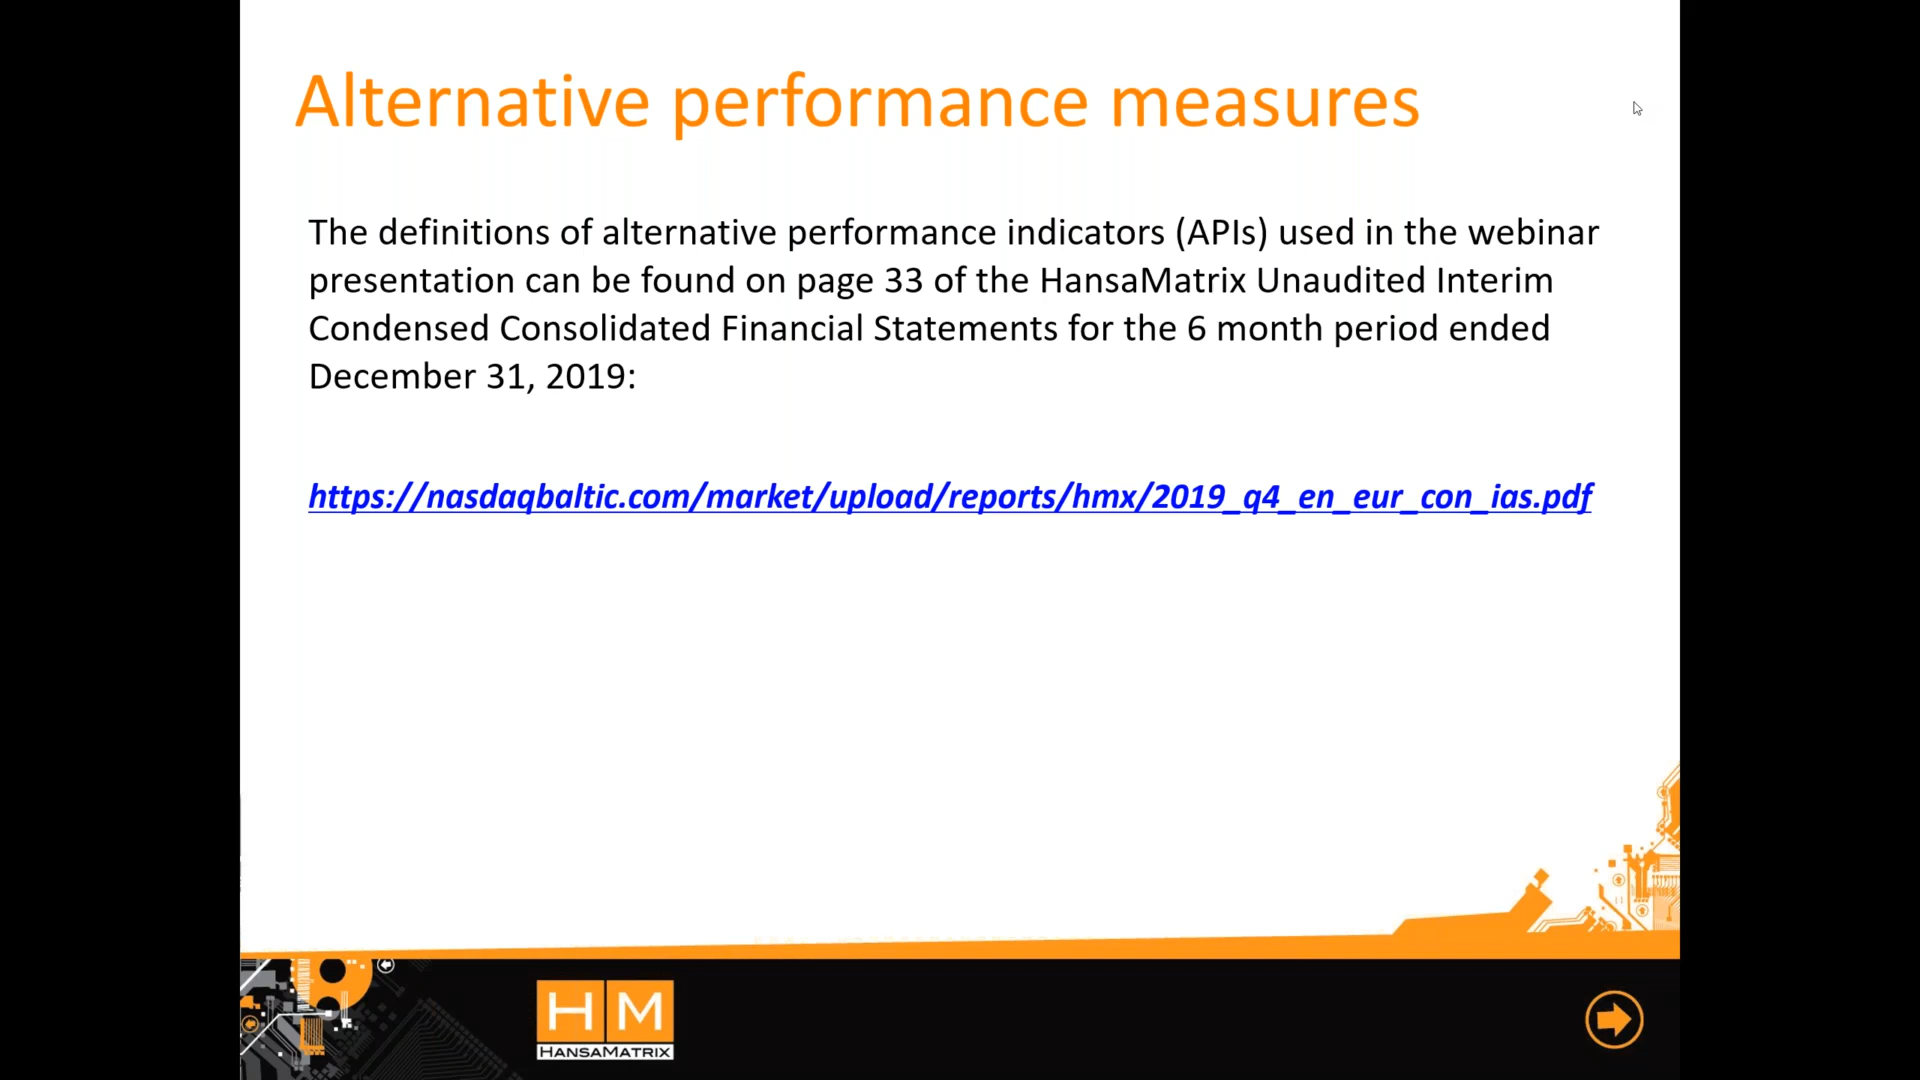 Alternative performance measures
The definitions of alternative performance indicators (APIs) used in the webinar
presentation can be found on page 33 of the HansaMatrix Unaudited Interim
Condensed Consolidated Financial Statements for the 6 month period ended
December 31, 2019:
https://nasdaqbaltic.com/market/upload/reports/hmx/2019_q4_en_eur_con_ias.pdf
HM
HANSAMATRIX